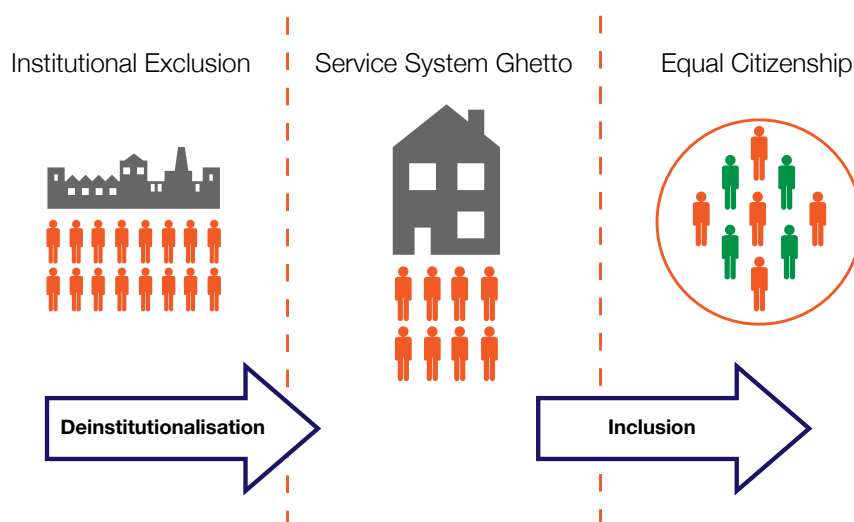 Institutional Exclusion
Service System Ghetto
Equal Citizenship
Deinstitutionalisation
Inclusion